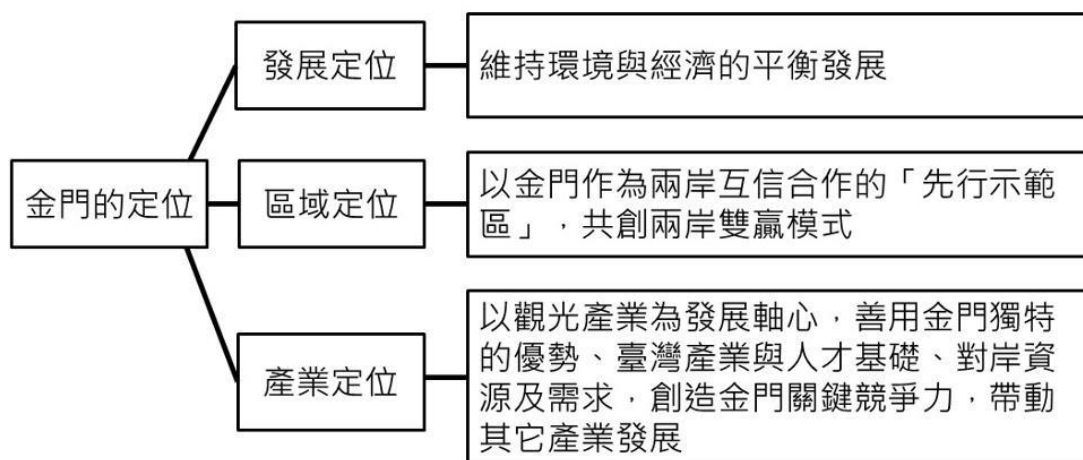 金門的定位
發展定位
維持環境與經濟的平衡發展
區域定位
以金門作為兩岸互信合作的「先行示範
區」，共創兩岸雙贏模式
產業定位
以觀光產業為發展軸心，善用金門獨特
的優勢、臺灣產業與人才基礎、對岸資
源及需求，創造金門關鍵競爭力，帶動
其它產業發展